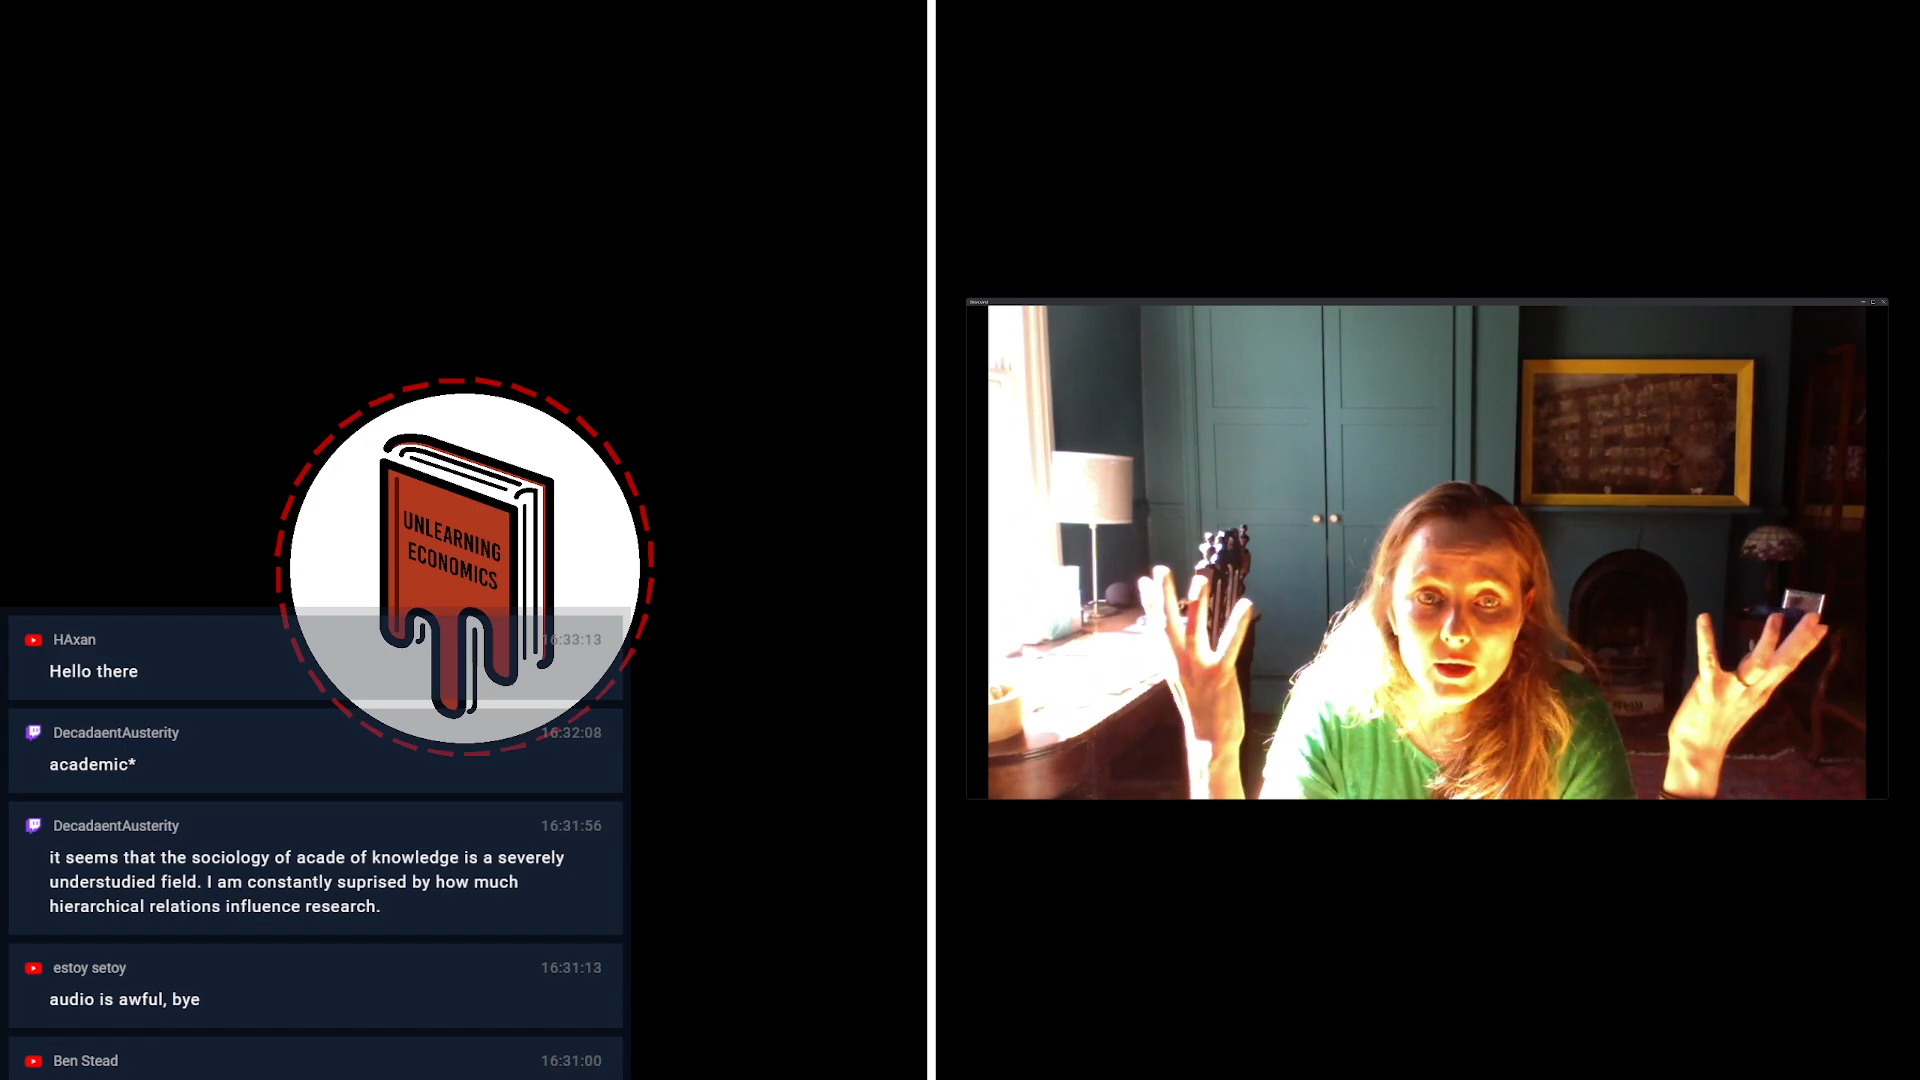 UNLEARNING
ECONOMICS
HAxan 16:33:13
Hello there
DecadaentAusterity 16:32:08
academic*
DecadaentAusterity 16:31:56
it seems that the sociology of acade of knowledge is a severely
understudied field. I am constantly suprised by how much
hierarchical relations influence research.
estoy setoy 16:31:13
audio is awful, bye
Ben Stead 16:31:00
Discord